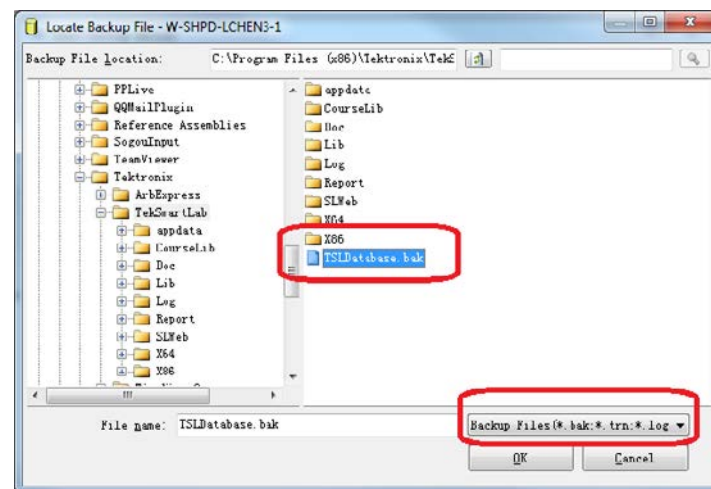 Locate Backup File - W-SHPD-LCHEN3-1
Backup File location: C:\Program Files (x86)\Tektronix\TekS
PPLive
QQMailPlugin
Reference Assemblies
SogouInput
TeamViewer
Tektronix
ArbExpress
TekSmartLab
appdata
CourseLib
Doc
Lib
Log
Report
SLWeb
X64
X86
appdata
CourseLib
Doc
Lib
Log
Report
SLWeb
X64
X86
TSLDatabase.bak
File name: TSLDatabase.bak
Backup Files(*.bak;*.trn;*.log
OK Cancel